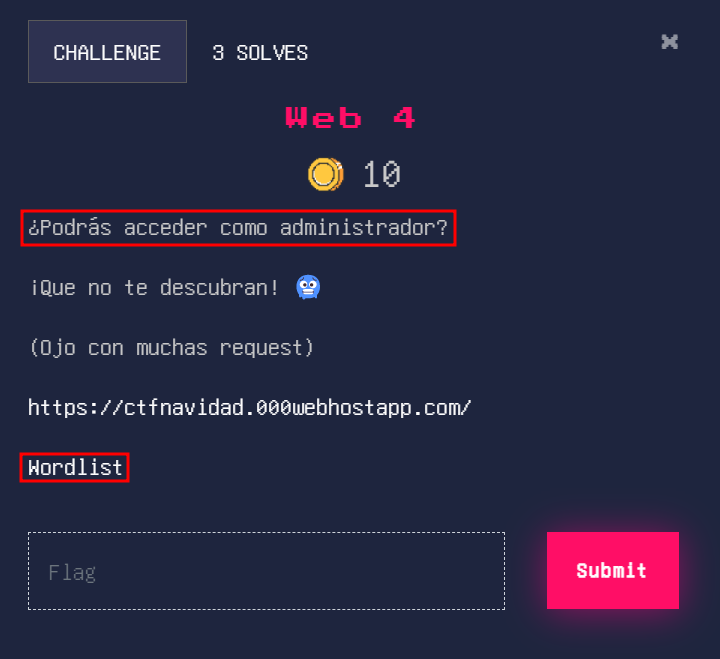 CHALLENGE 3 SOLVES
Web 4
10
¿Podrás acceder como administrador?
¡Que no te descubran! 🥶
(Ojo con muchas request)
https://ctfnavidad.000webhostapp.com/
Wordlist
Flag Submit